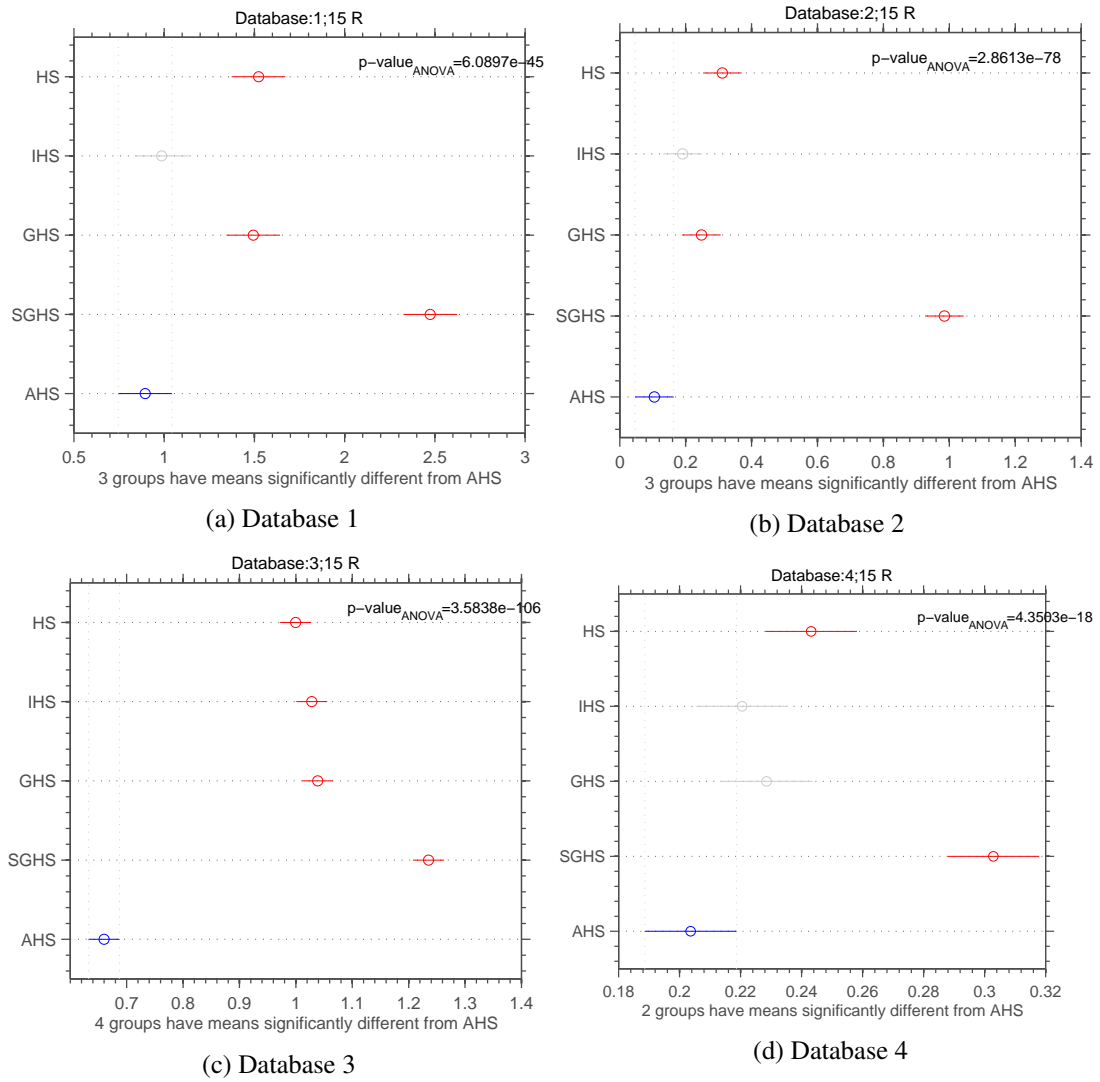 Database:1;15 R
p-value_ANOVA=6.0897e-45
HS
IHS
GHS
SGHS
AHS
0.5 1 1.5 2 2.5 3
3 groups have means significantly different from AHS
(a) Database 1
Database:2;15 R
p-value_ANOVA=2.8613e-78
HS
IHS
GHS
SGHS
AHS
0 0.2 0.4 0.6 0.8 1 1.2 1.4
3 groups have means significantly different from AHS
(b) Database 2
Database:3;15 R
p-value_ANOVA=3.5838e-106
HS
IHS
GHS
SGHS
AHS
0.7 0.8 0.9 1 1.1 1.2 1.3 1.4
4 groups have means significantly different from AHS
(c) Database 3
Database:4;15 R
p-value_ANOVA=4.3503e-18
HS
IHS
GHS
SGHS
AHS
0.18 0.2 0.22 0.24 0.26 0.28 0.3 0.32
2 groups have means significantly different from AHS
(d) Database 4